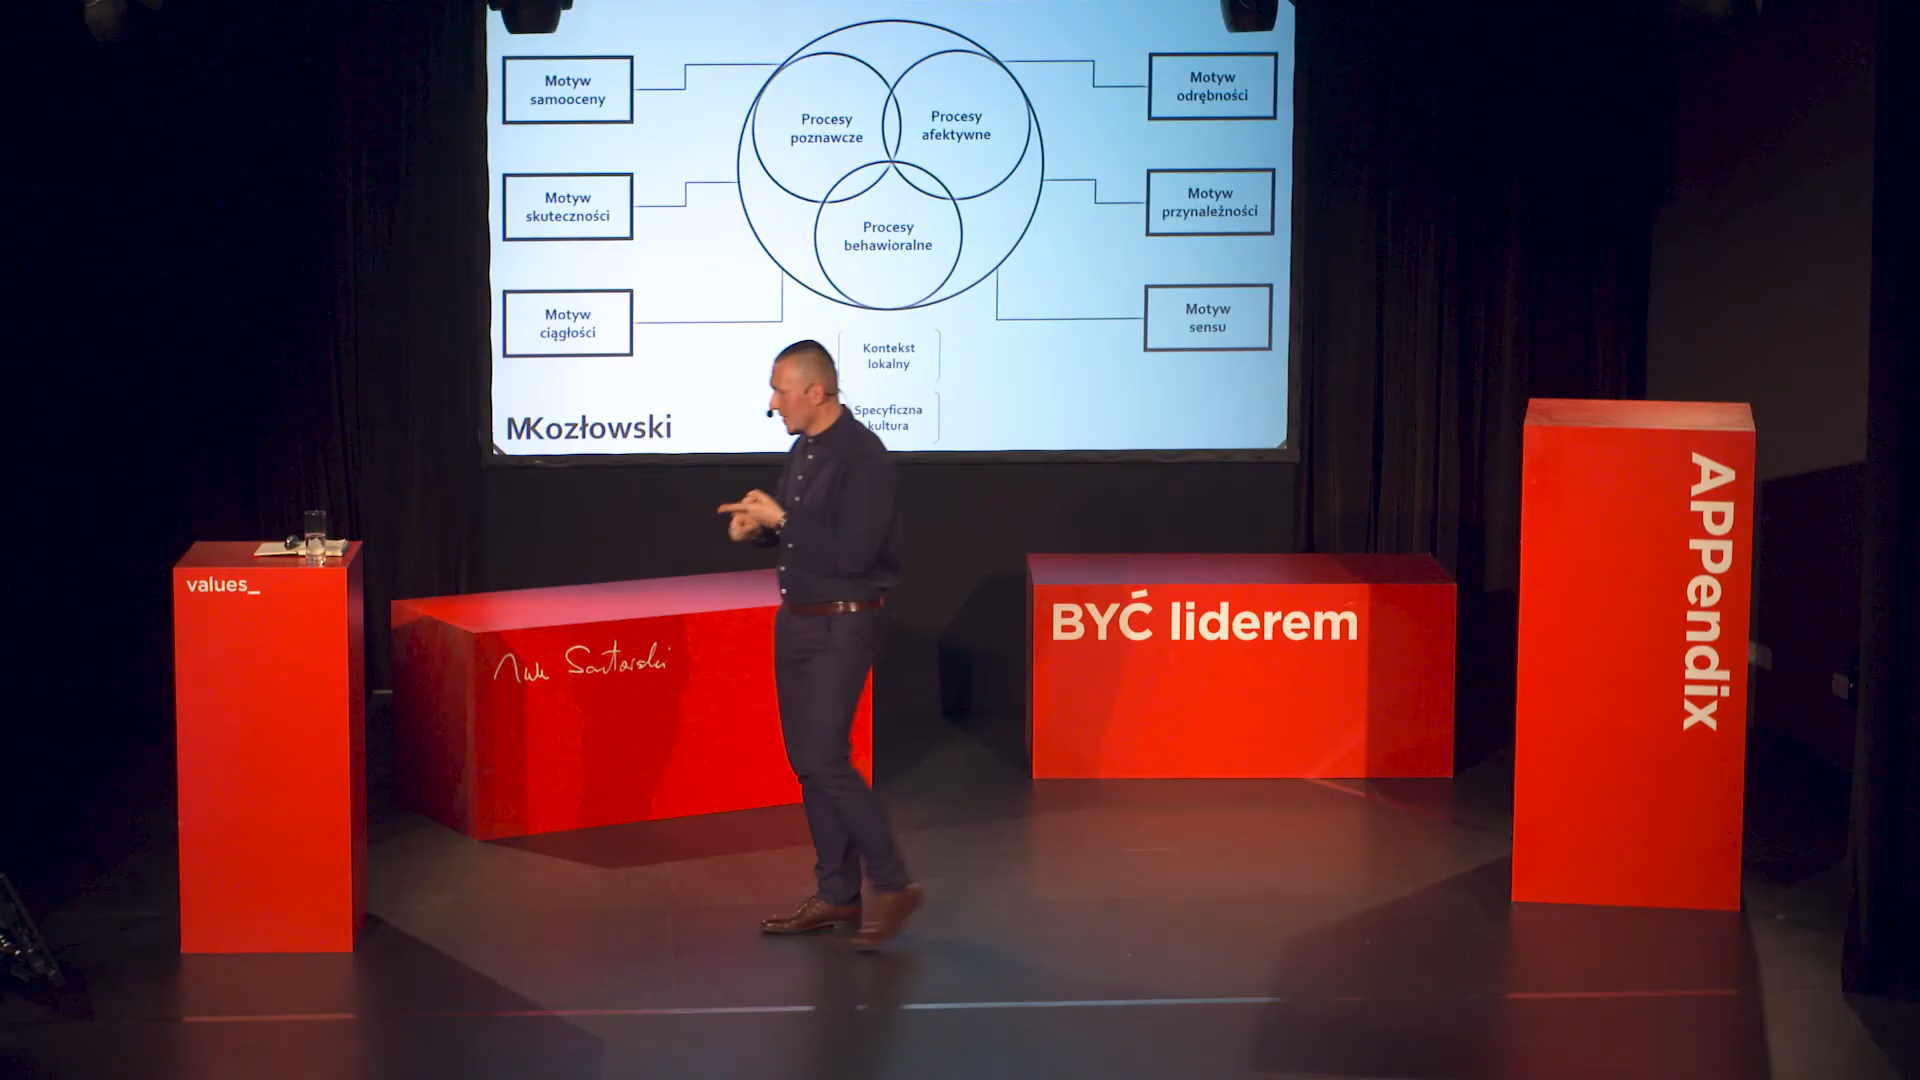 Motyw
samooceny
Motyw
skuteczności
Motyw
ciągłości
Procesy
poznawcze
Procesy
afektywne
Procesy
behawioralne
Motyw
odrębności
Motyw
przynależności
Motyw
sensu
Kontekst
lokalny
Specyficzna
kultura
MKozłowski
values_
BYĆ liderem
APPendix